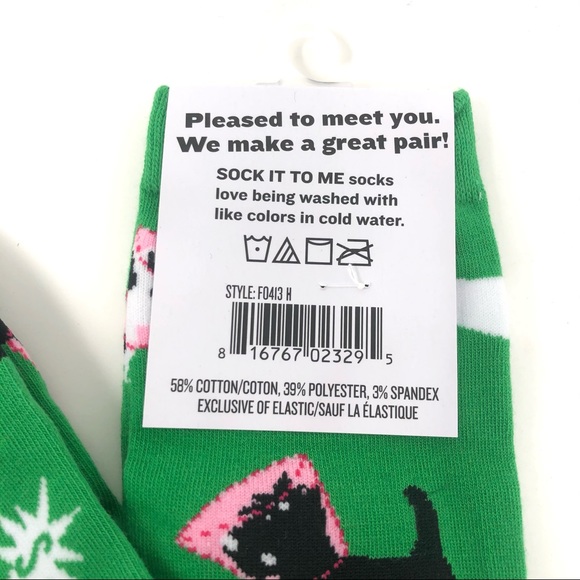 Pleased to meet you.
We make a great pair!
SOCK IT TO ME socks
love being washed with
like colors in cold water.
STYLE: F0413 H
8 16767 02329 5
58% COTTON/COTON, 39% POLYESTER, 3% SPANDEX
EXCLUSIVE OF ELASTIC/SAUF LA ÉLASTIQUE